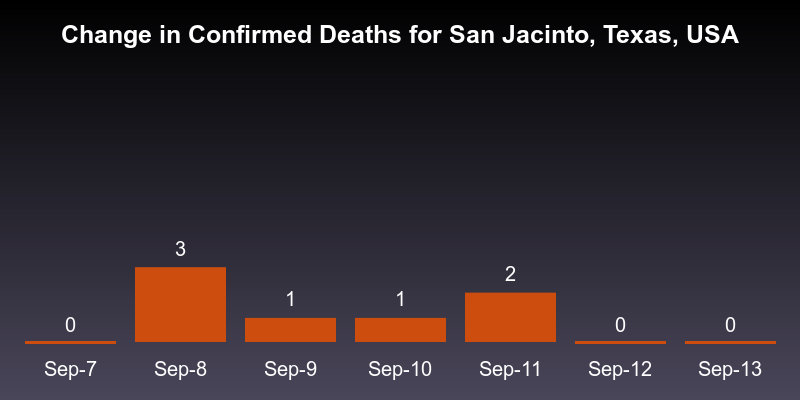 Change in Confirmed Deaths for San Jacinto, Texas, USA
0 3 1 1 2 0 0
Sep-7 Sep-8 Sep-9 Sep-10 Sep-11 Sep-12 Sep-13